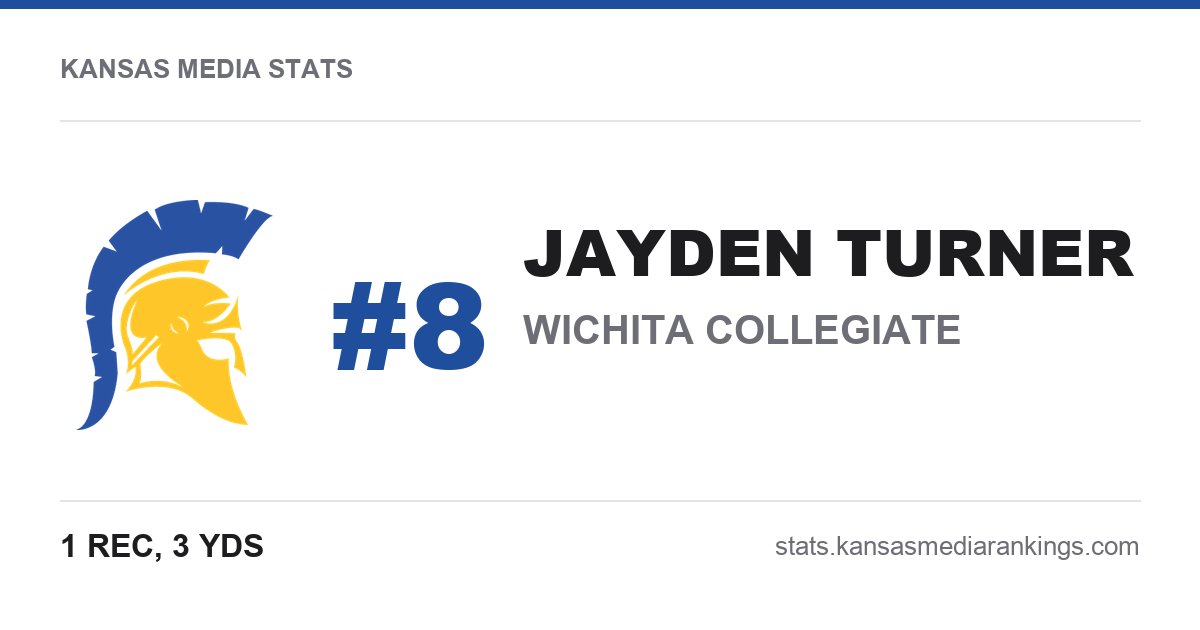 KANSAS MEDIA STATS
#8
JAYDEN TURNER
WICHITA COLLEGIATE
1 REC, 3 YDS
stats.kansasmediarankings.com